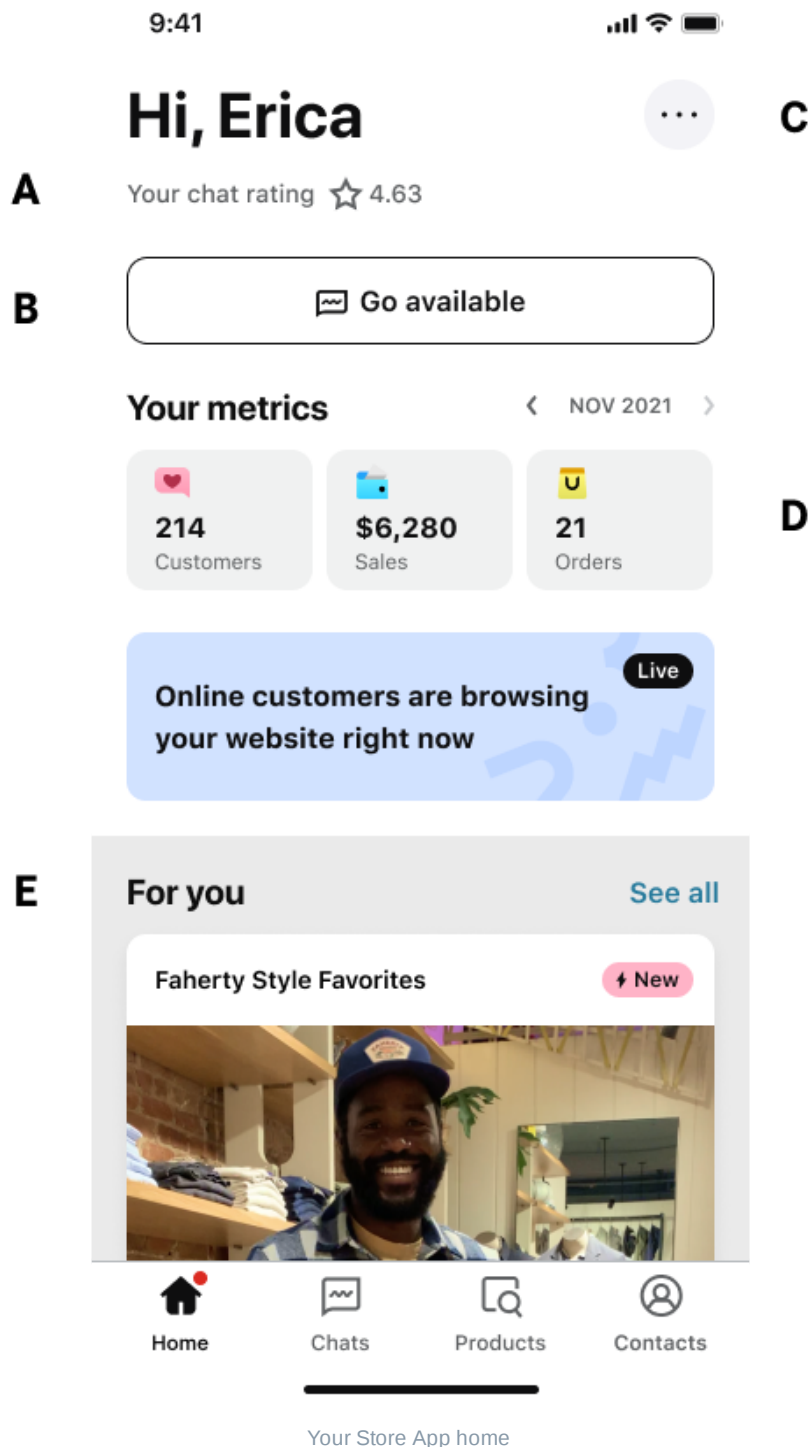 9:41
Hi, Erica
C
A
Your chat rating 4.63
B
Go available
Your metrics
NOV 2021
214
Customers
$6,280
Sales
21
Orders
D
Live
Online customers are browsing
your website right now
E
For you
See all
Faherty Style Favorites
New
Home
Chats
Products
Contacts
Your Store App home